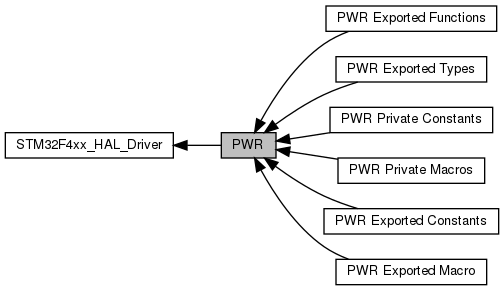 PWR Exported Functions
PWR Exported Types
PWR Private Constants
STM32F4xx_HAL_Driver
PWR
PWR Private Macros
PWR Exported Constants
PWR Exported Macro